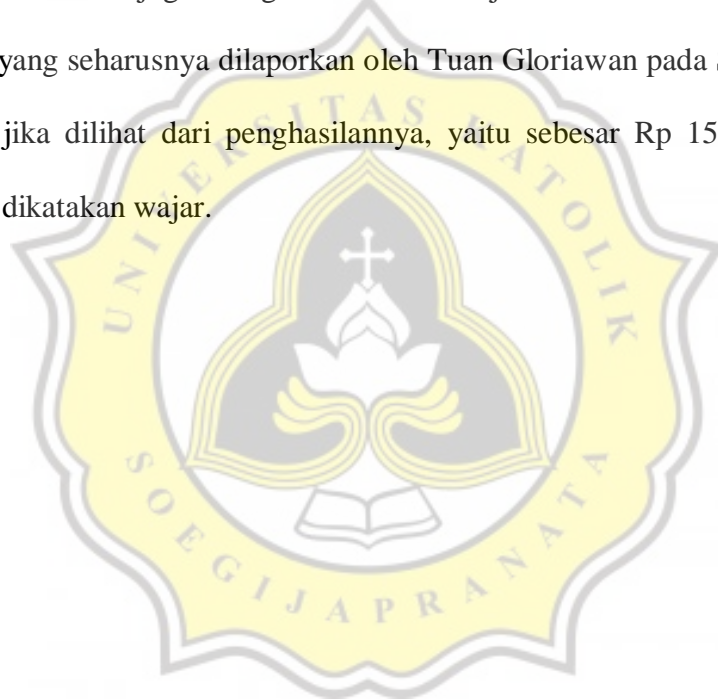 yang seharusnya dilaporkan oleh Tuan Gloriawan pada
jika dilihat dari penghasilannya, yaitu sebesar Rp 15
dikatakan wajar.
UNIVERSITAS KATOLIK
SOEGIJAPRANATA